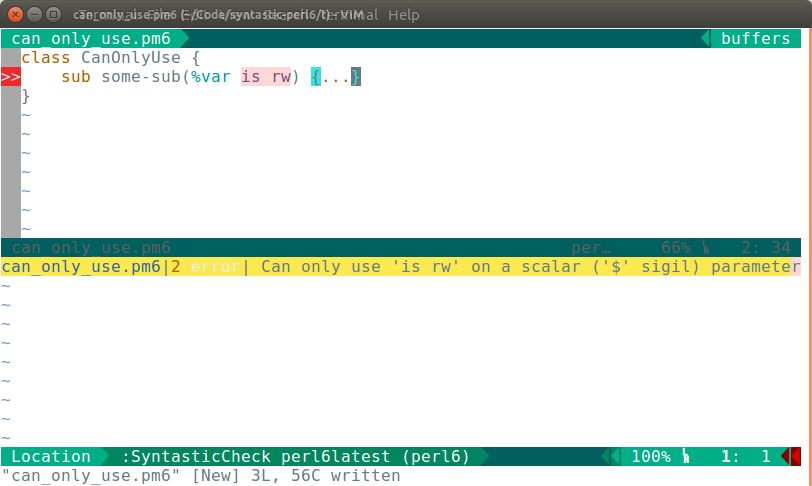 can_only_use.pm6 (~/Code/syntastic-perl6/t) - VIM
Terminal Help
can_only_use.pm6 buffers
class CanOnlyUse {
>> sub some-sub(%var is rw) {...}
}
~
~
~
~
~
~
~
can_only_use.pm6 per… 66% 2: 34
can_only_use.pm6|2 error| Can only use 'is rw' on a scalar ('$' sigil) parameter
~
~
~
~
~
~
~
~
~
Location :SyntasticCheck perl6latest (perl6) 100% 1: 1
"can_only_use.pm6" [New] 3L, 56C written